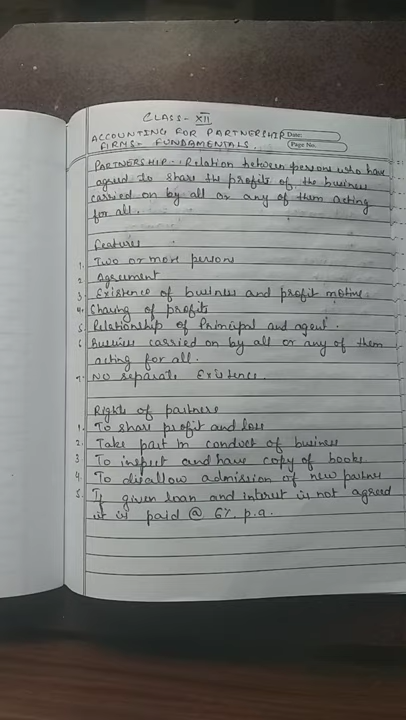 CLASS- XII
ACCOUNTING FOR PARTNERSHIP
FIRMS- FUNDAMENTALS.
Date:
Page No.
PARTNERSHIP-: Relation between persons who have
agreed to share the profits of the business
carried on by all or any of them acting
for all.
Features
1. Two or more persons
2. Agreement
3. Existence of business and profit motive.
4. Sharing of profits
5. Relationship of Principal and agent.
6. Business carried on by all or any of them
acting for all.
7. NO separate Existence.
Rights of partners
1. To share profit and loss
2. Take part in conduct of business
3. To inspect and have copy of books
4. To disallow admission of new partner
5. If given loan and interest is not agreed
it is paid @ 6% p.a.